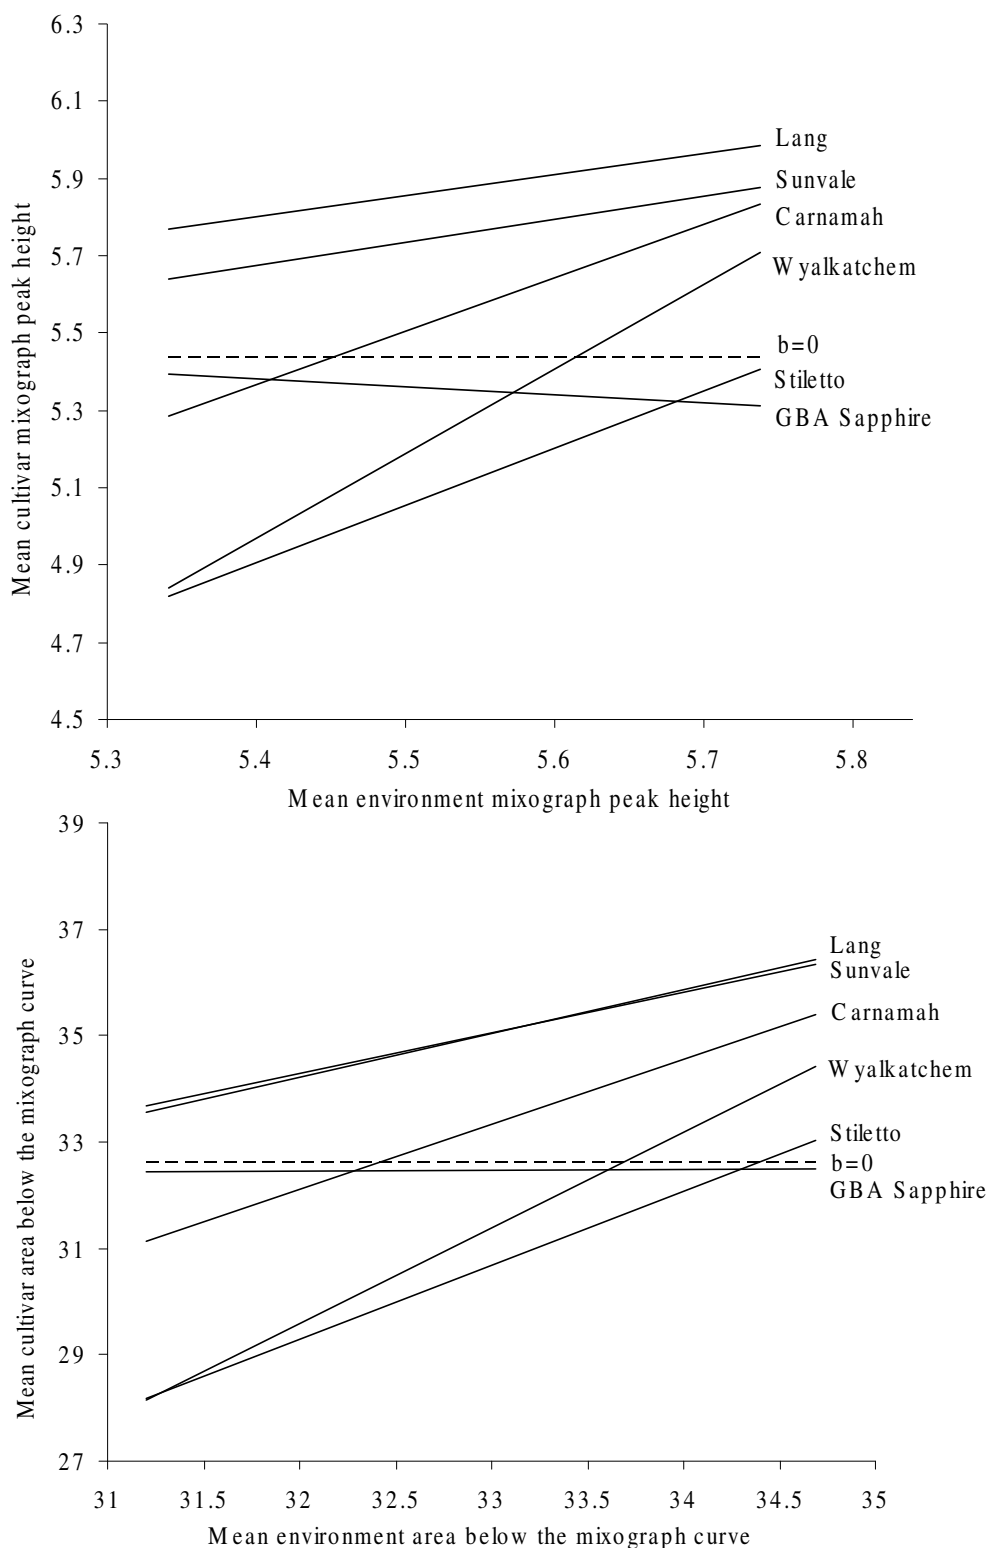 6.3
6.1
5.9
5.7
5.5
5.3
5.1
4.9
4.7
4.5
Mean cultivar mixograph peak height
Lang
Sunvale
Carnamah
Wyalkatchem
b=0
Stiletto
GBA Sapphire
5.3 5.4 5.5 5.6 5.7 5.8
Mean environment mixograph peak height
39
37
35
33
31
29
27
Mean cultivar area below the mixograph curve
Lang
Sunvale
Carnamah
Wyalkatchem
Stiletto
b=0
GBA Sapphire
31 31.5 32 32.5 33 33.5 34 34.5 35
Mean environment area below the mixograph curve